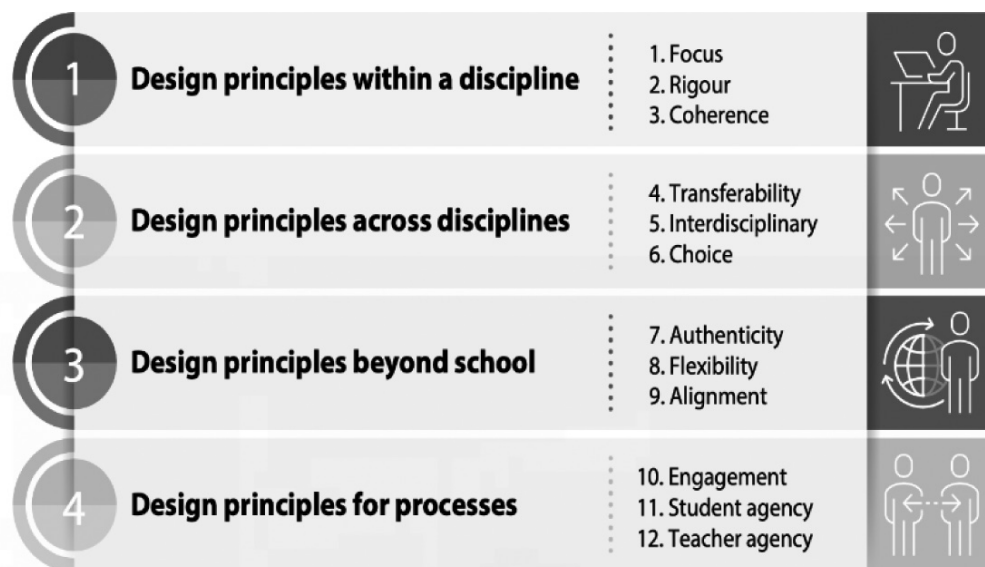 1
Design principles within a discipline
1. Focus
2. Rigour
3. Coherence
2
Design principles across disciplines
4. Transferability
5. Interdisciplinary
6. Choice
3
Design principles beyond school
7. Authenticity
8. Flexibility
9. Alignment
4
Design principles for processes
10. Engagement
11. Student agency
12. Teacher agency